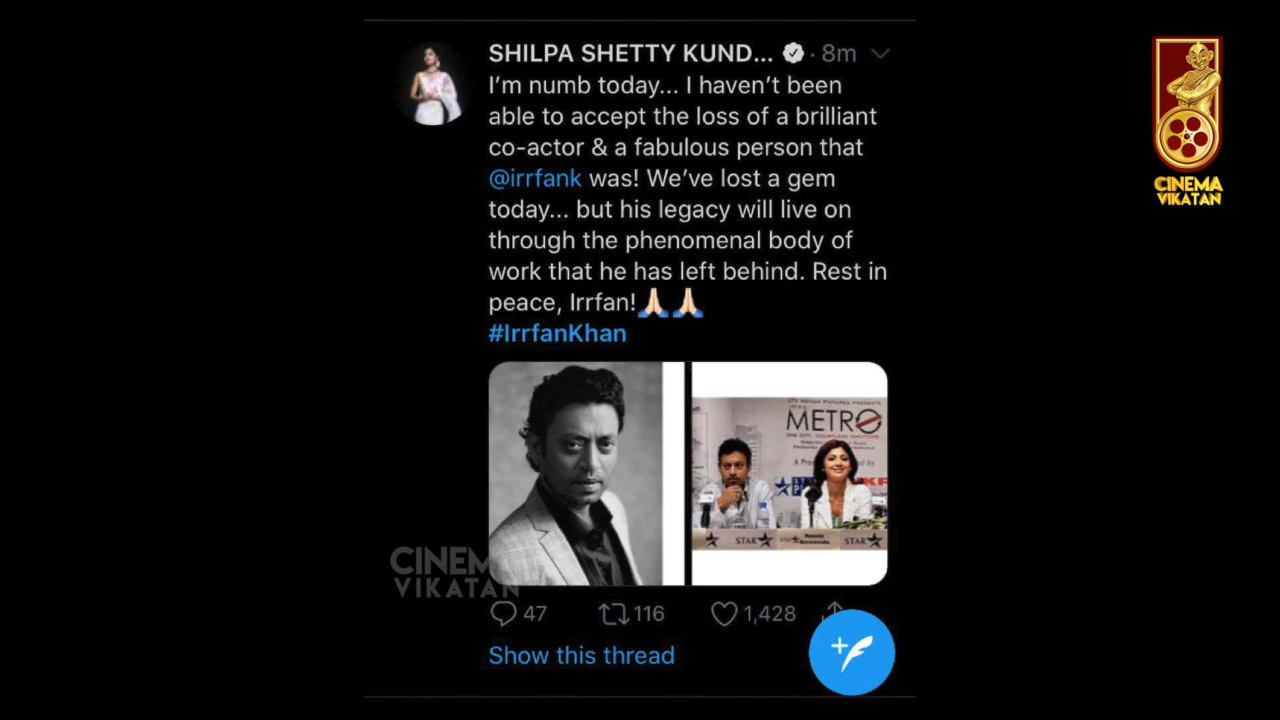 SHILPA SHETTY KUND... · 8m
I'm numb today... I haven't been
able to accept the loss of a brilliant
co-actor & a fabulous person that
@irrfank was! We've lost a gem
today... but his legacy will live on
through the phenomenal body of
work that he has left behind. Rest in
peace, Irrfan!🙏🏻🙏🏻
#IrrfanKhan
METRO
STAR
STAR
47 116 1,428
Show this thread
CINEMA
VIKATAN
CINEM
VIKATAN